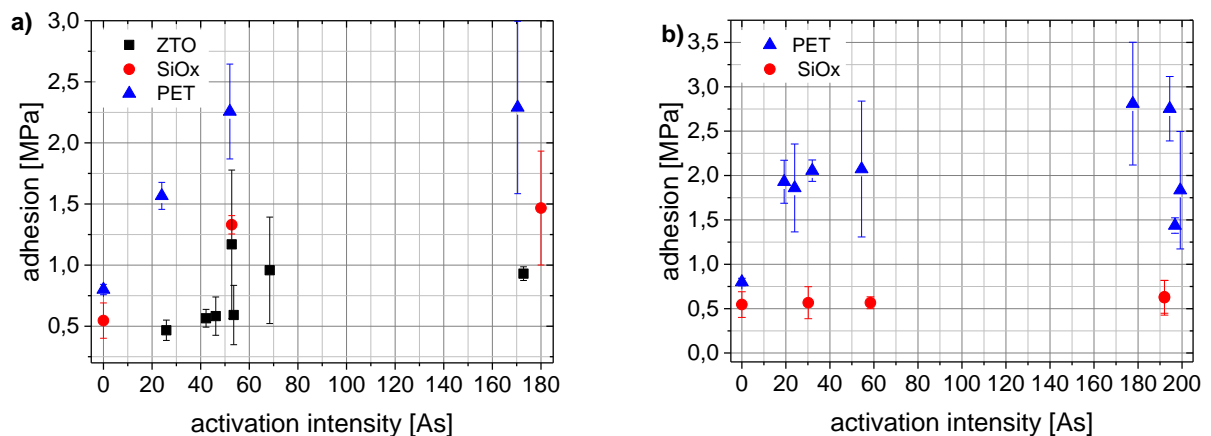 a)
ZTO
SiOx
PET
3,0
2,5
2,0
1,5
1,0
0,5
adhesion [MPa]
0 20 40 60 80 100 120 140 160 180
activation intensity [As]
b)
PET
SiOx
3,5
3,0
2,5
2,0
1,5
1,0
0,5
0,0
adhesion [MPa]
0 20 40 60 80 100 120 140 160 180 200
activation intensity [As]